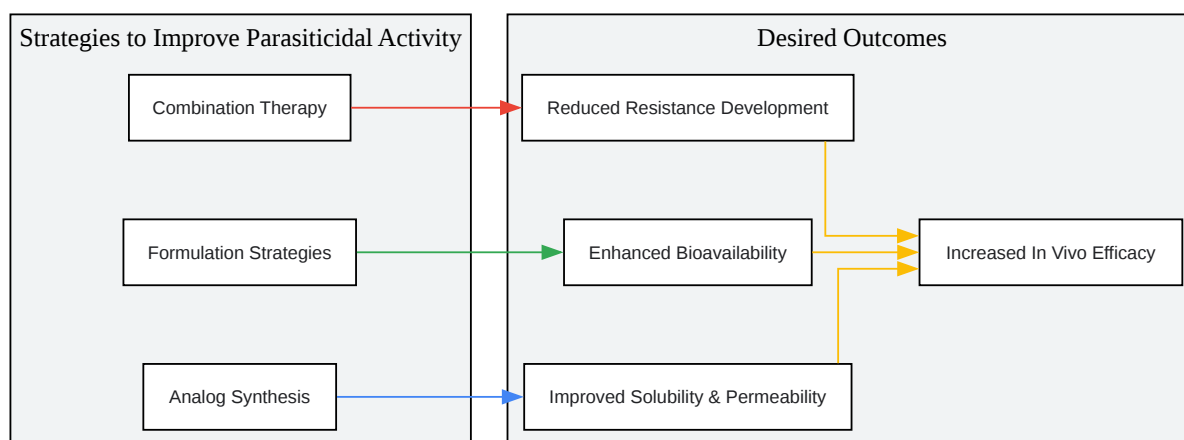 Strategies to Improve Parasiticidal Activity
Desired Outcomes
Combination Therapy
Reduced Resistance Development
Formulation Strategies
Enhanced Bioavailability
Increased In Vivo Efficacy
Analog Synthesis
Improved Solubility & Permeability